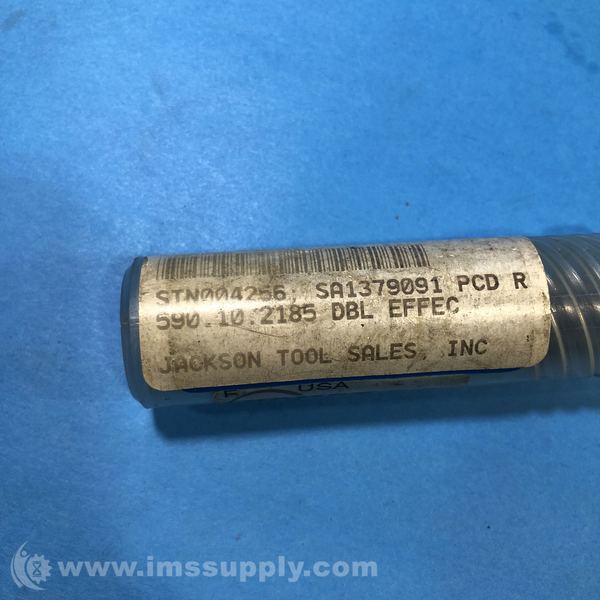 STN004256, SA1379091 PCD R
590.10.2185 DBL EFFEC
JACKSON TOOL SALES, INC
USA
www.imssupply.com